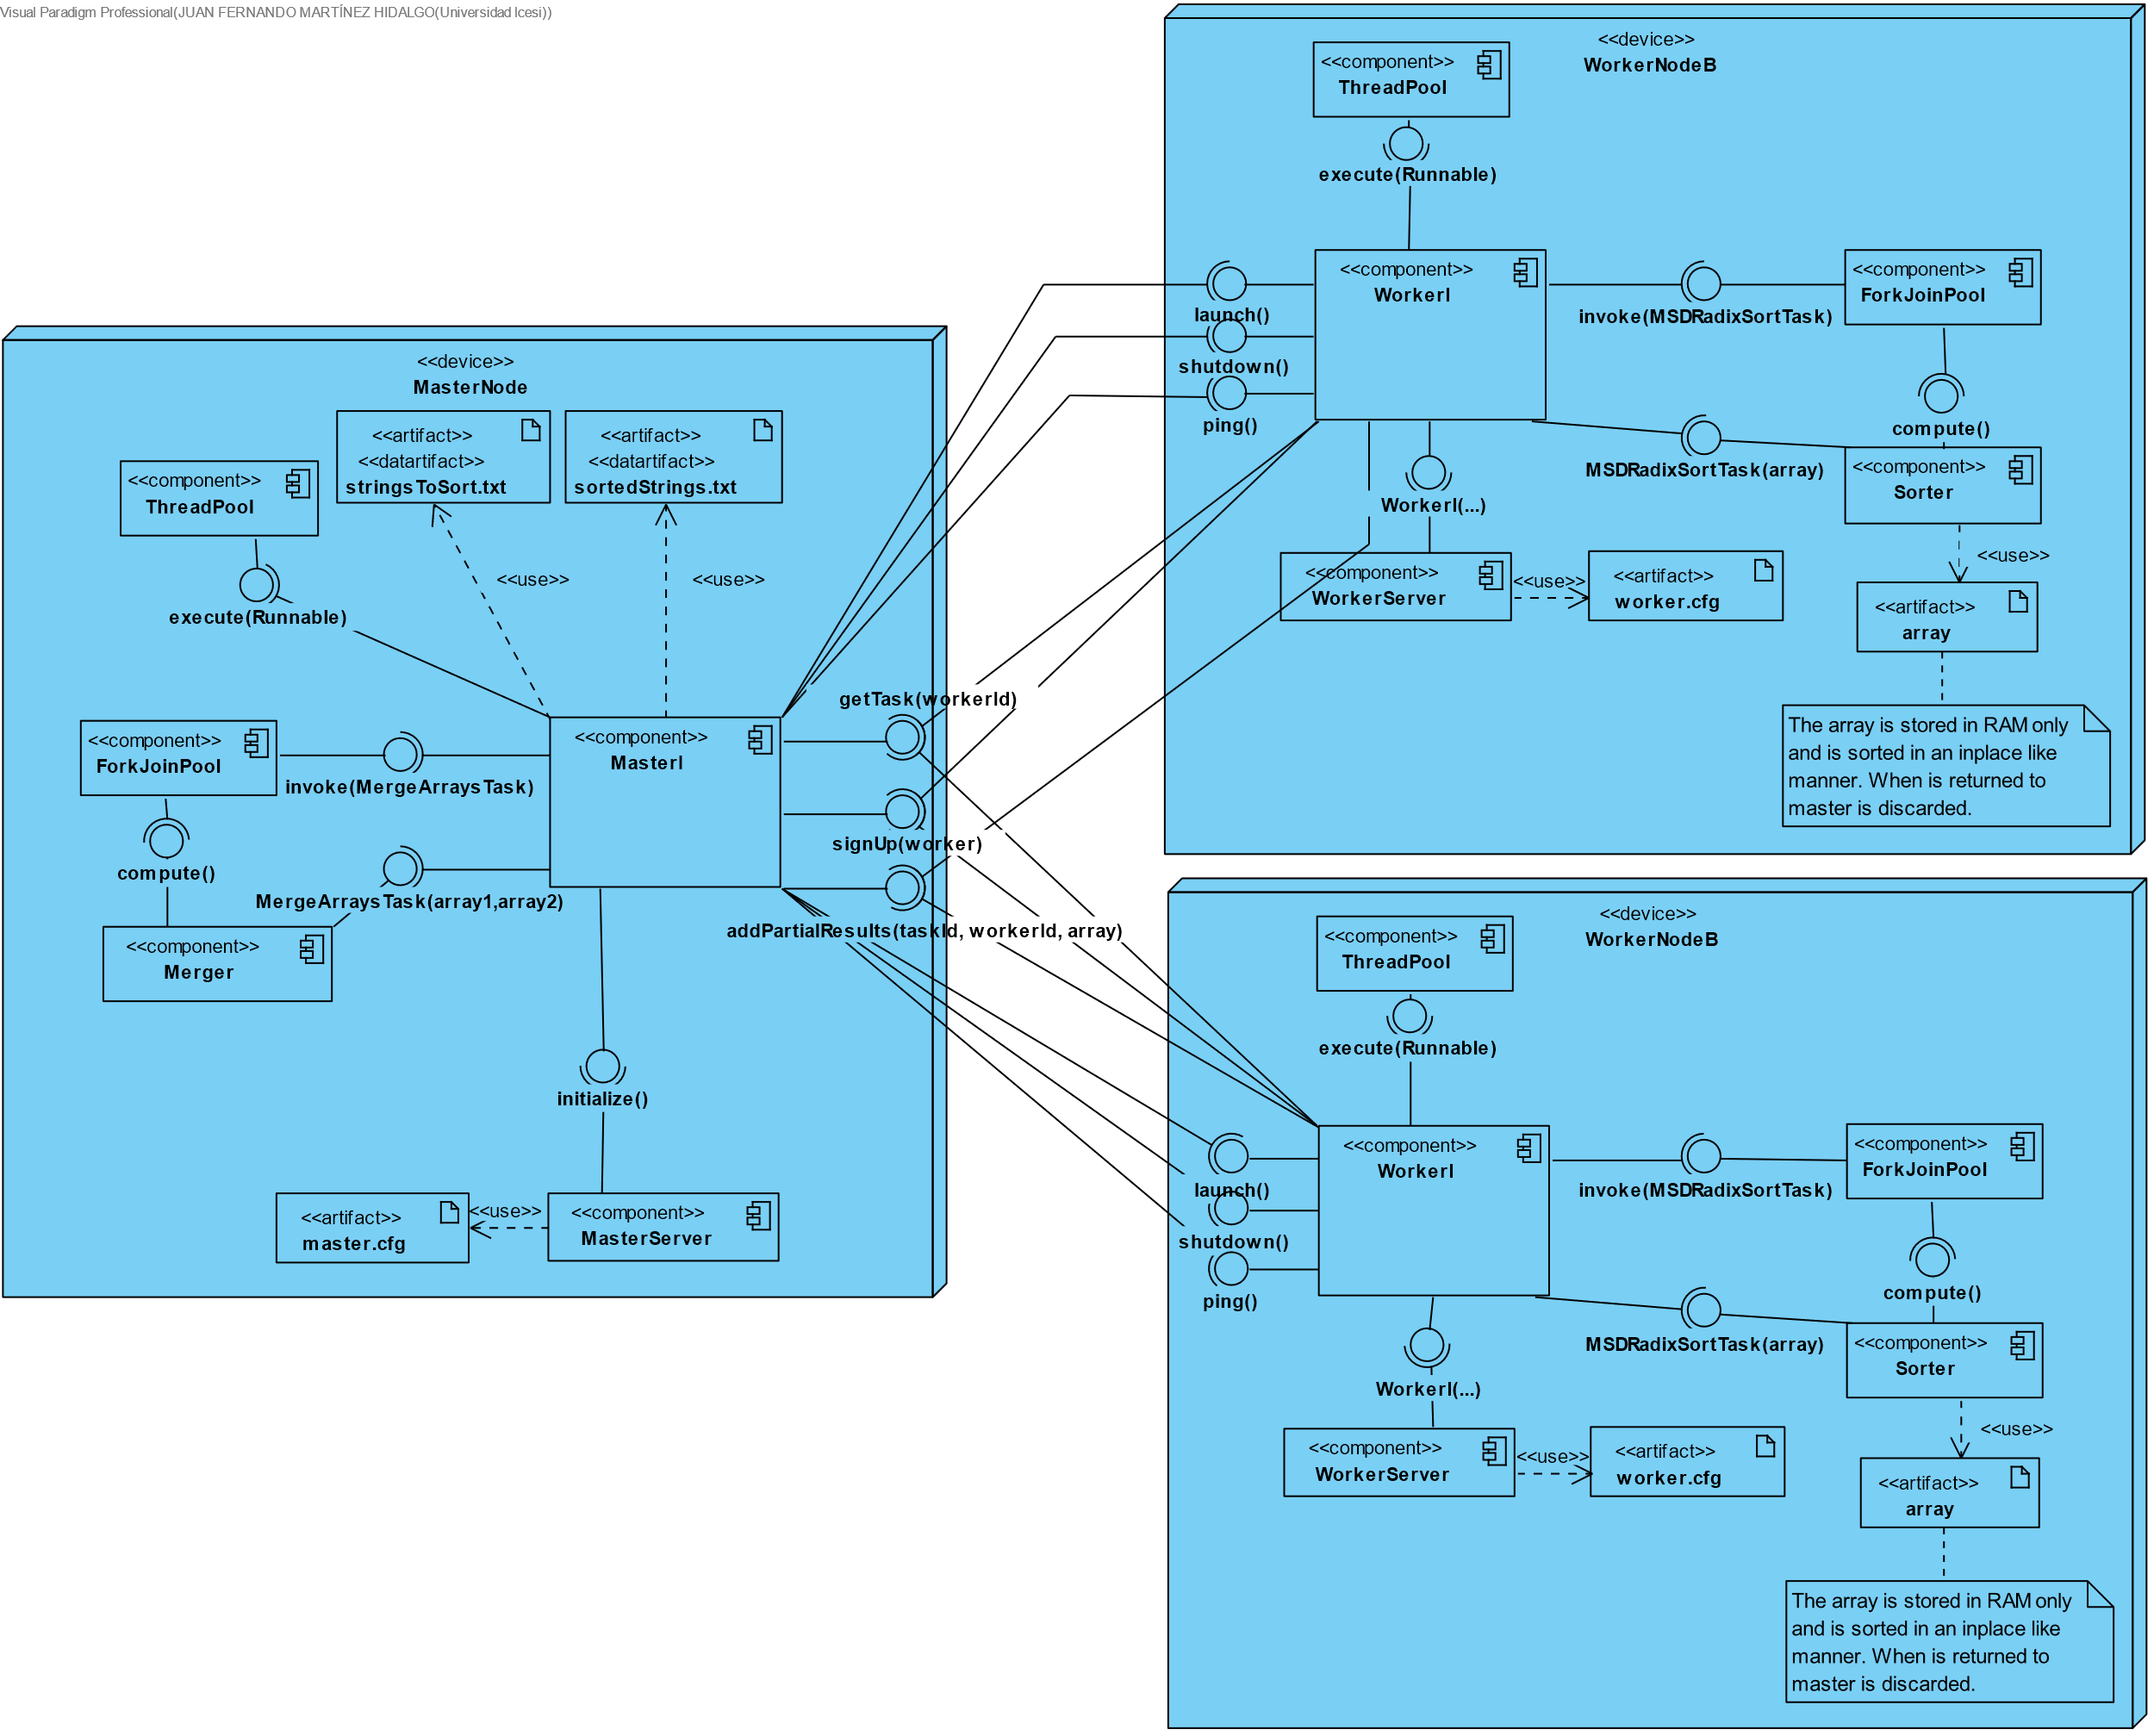 Visual Paradigm Professional(JUAN FERNANDO MARTÍNEZ HIDALGO(Universidad Icesi))
<<device>>
MasterNode
<<artifact>>
<<datartifact>>
stringsToSort.txt
<<artifact>>
<<datartifact>>
sortedStrings.txt
<<component>>
ThreadPool
execute(Runnable)
<<use>>
<<use>>
<<component>>
ForkJoinPool
invoke(MergeArraysTask)
<<component>>
MasterI
compute()
MergeArraysTask(array1,array2)
<<component>>
Merger
getTask(workerId)
signUp(worker)
addPartialResults(taskId, workerId, array)
initialize()
<<artifact>>
master.cfg
<<use>>
<<component>>
MasterServer
<<device>>
WorkerNodeB
<<component>>
ThreadPool
execute(Runnable)
launch()
shutdown()
ping()
<<component>>
WorkerI
invoke(MSDRadixSortTask)
<<component>>
ForkJoinPool
compute()
MSDRadixSortTask(array)
<<component>>
Sorter
WorkerI(...)
<<component>>
WorkerServer
<<use>>
<<artifact>>
worker.cfg
<<use>>
<<artifact>>
array
The array is stored in RAM only
and is sorted in an inplace like
manner. When is returned to
master is discarded.
<<device>>
WorkerNodeB
<<component>>
ThreadPool
execute(Runnable)
launch()
shutdown()
ping()
<<component>>
WorkerI
invoke(MSDRadixSortTask)
<<component>>
ForkJoinPool
compute()
MSDRadixSortTask(array)
<<component>>
Sorter
WorkerI(...)
<<component>>
WorkerServer
<<use>>
<<artifact>>
worker.cfg
<<use>>
<<artifact>>
array
The array is stored in RAM only
and is sorted in an inplace like
manner. When is returned to
master is discarded.